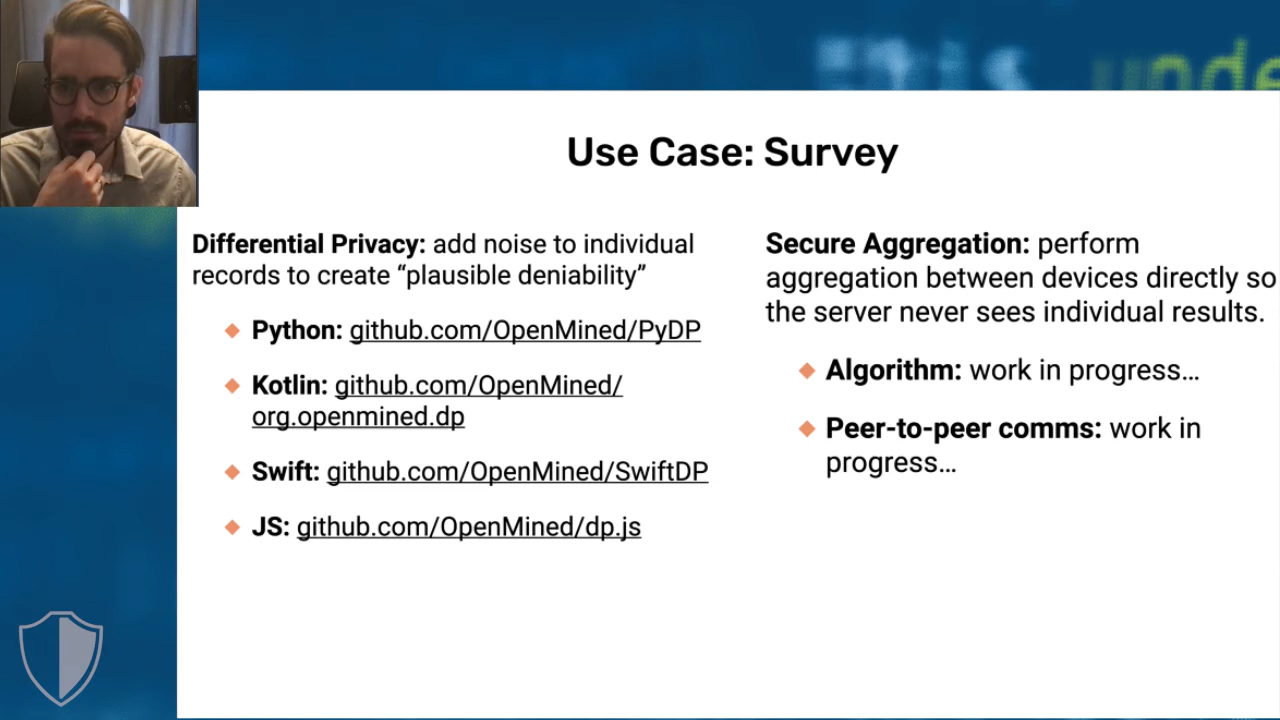 Use Case: Survey
Differential Privacy: add noise to individual
records to create “plausible deniability”
Python: github.com/OpenMined/PyDP
Kotlin: github.com/OpenMined/
org.openmined.dp
Swift: github.com/OpenMined/SwiftDP
JS: github.com/OpenMined/dp.js
Secure Aggregation: perform
aggregation between devices directly so
the server never sees individual results.
Algorithm: work in progress…
Peer-to-peer comms: work in
progress…